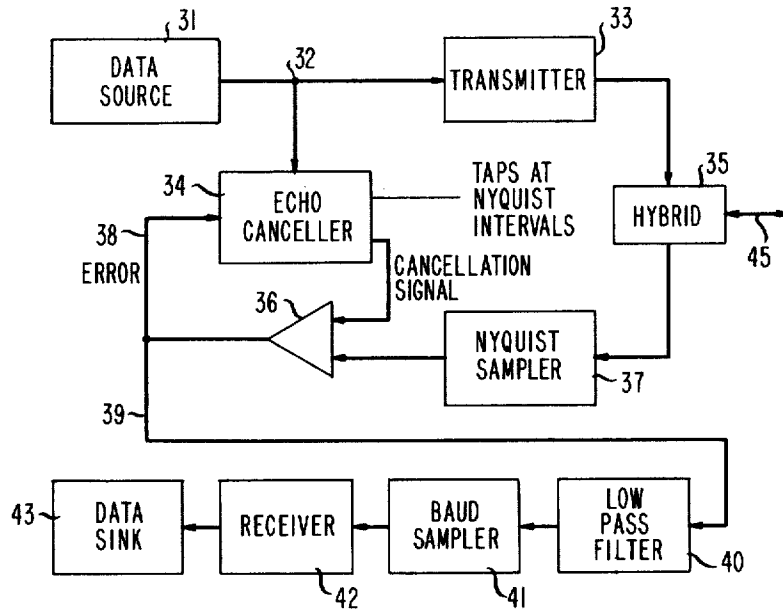 31
DATA
SOURCE
32
33
TRANSMITTER
34
ECHO
CANCELLER
TAPS AT
NYQUIST
INTERVALS
35
HYBRID
45
38
ERROR
36
CANCELLATION
SIGNAL
NYQUIST
SAMPLER
37
39
43
DATA
SINK
RECEIVER
42
BAUD
SAMPLER
41
LOW
PASS
FILTER
40